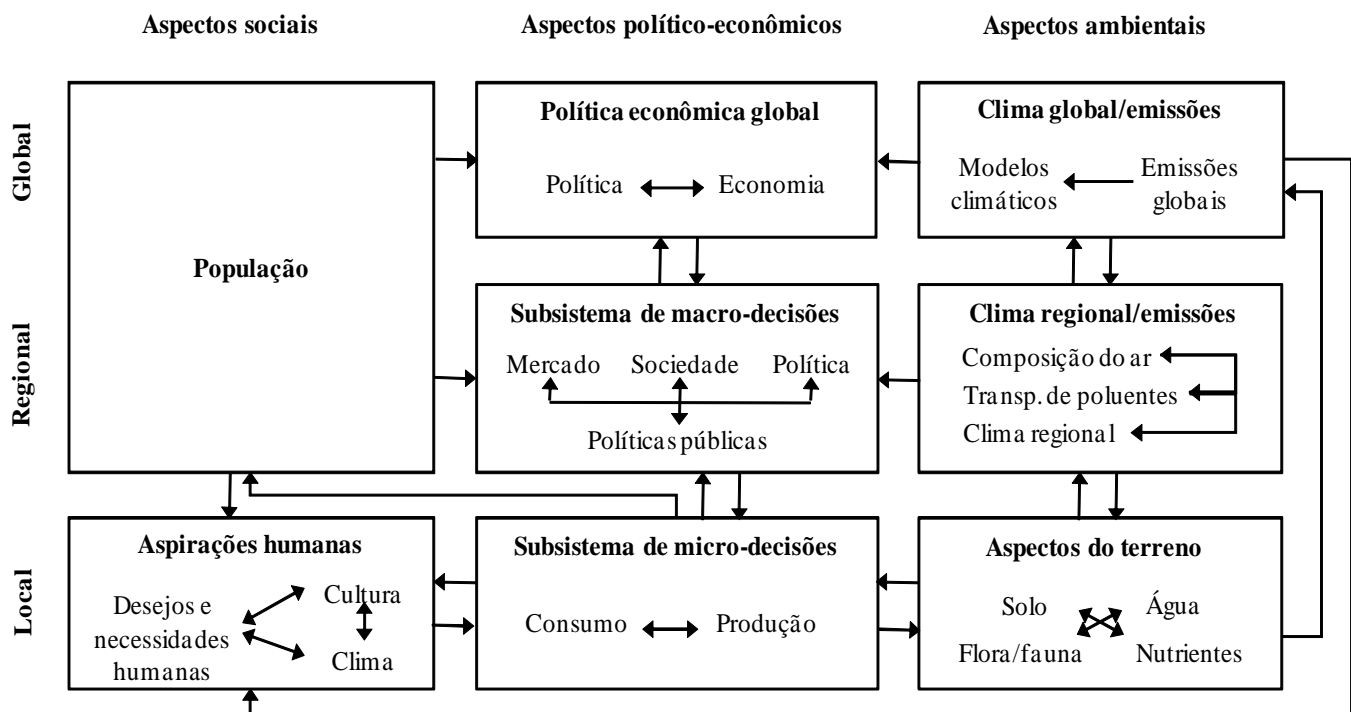 Aspectos sociais
Aspectos político-econômicos
Aspectos ambientais
Global
Regional
Local
População
Política econômica global
Política
Economia
Clima global/emissões
Modelos
climáticos
Emissões
globais
Subsistema de macro-decisões
Mercado
Sociedade
Política
Políticas públicas
Clima regional/emissões
Composição do ar
Transp. de poluentes
Clima regional
Aspirações humanas
Desejos e
necessidades
humanas
Cultura
Clima
Subsistema de micro-decisões
Consumo
Produção
Aspectos do terreno
Solo
Água
Flora/fauna
Nutrientes